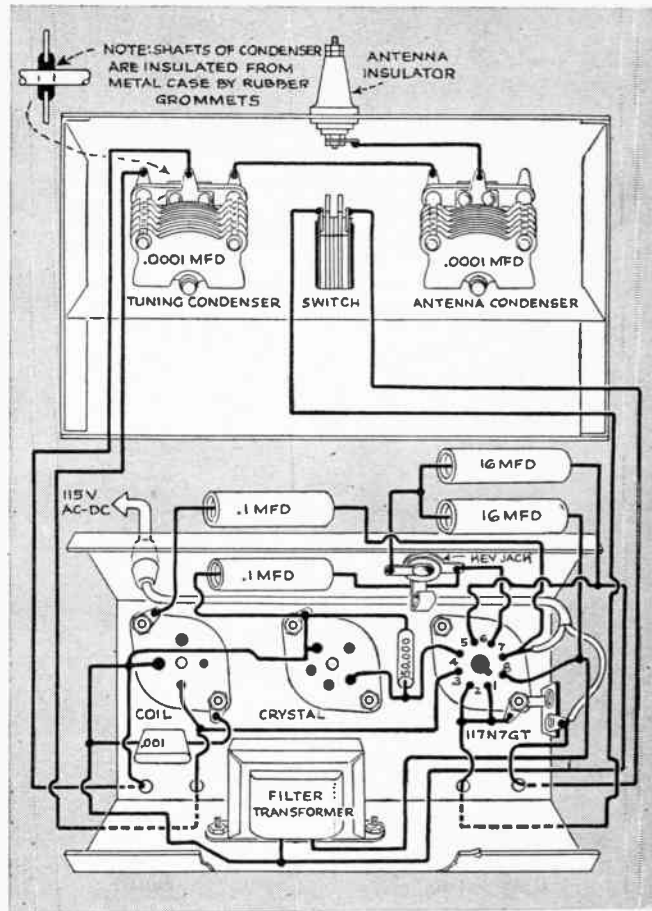 NOTE: SHAFTS OF CONDENSER
ARE INSULATED FROM
METAL CASE BY RUBBER
GROMMETS
ANTENNA
INSULATOR
.0001 MFD
.0001 MFD
TUNING CONDENSER
SWITCH
ANTENNA CONDENSER
16 MFD
115V
AC-DC
.1 MFD
16 MFD
KEY JACK
.1 MFD
5
6
7
4
50,000
8
3
2
1
COIL
CRYSTAL
117N7GT
.001
FILTER
TRANSFORMER